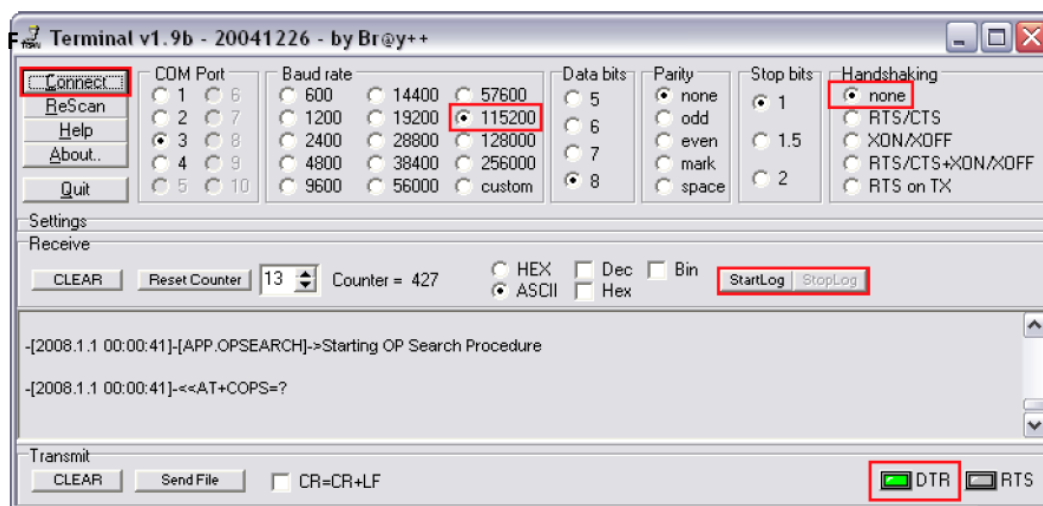 F Terminal v1.9b - 20041226 - by Br@y++
Connect
ReScan
Help
About..
Quit
COM Port
1 6
2 7
3 8
4 9
5 10
Baud rate
600 14400 57600
1200 19200 115200
2400 28800 128000
4800 38400 256000
9600 56000 custom
Data bits
5
6
7
8
Parity
none
odd
even
mark
space
Stop bits
1
1.5
2
Handshaking
none
RTS/CTS
XON/XOFF
RTS/CTS+XON/XOFF
RTS on TX
Settings
Receive
CLEAR Reset Counter 13 Counter = 427
HEX Dec Bin
ASCII Hex
StartLog StopLog
-[2008.1.1 00:00:41]-[APP.OPSEARCH]->Starting OP Search Procedure
-[2008.1.1 00:00:41]-<<AT+COPS=?
Transmit
CLEAR Send File CR=CR+LF DTR RTS